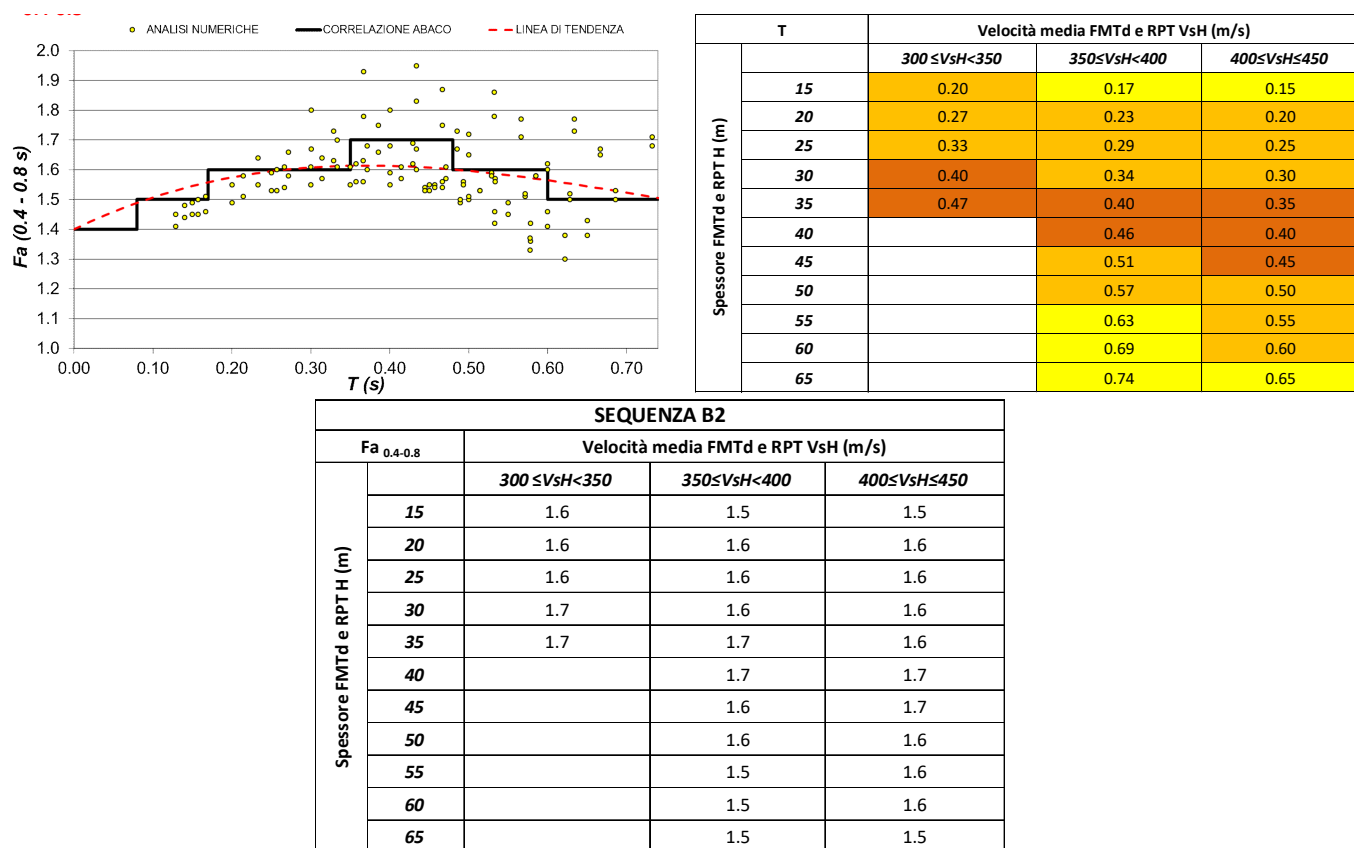 ANALISI NUMERICHE CORRELAZIONE ABACO LINEA DI TENDENZA
2.0
1.9
1.8
1.7
1.6
1.5
1.4
1.3
1.2
1.1
1.0
Fa (0.4 - 0.8 s)
0.00 0.10 0.20 0.30 0.40 0.50 0.60 0.70
T (s)
T Velocità media FMTd e RPT VsH (m/s)
300 ≤VsH<350 350≤VsH<400 400≤VsH≤450
Spessore FMTd e RPT H (m)
15 0.20 0.17 0.15
20 0.27 0.23 0.20
25 0.33 0.29 0.25
30 0.40 0.34 0.30
35 0.47 0.40 0.35
40 0.46 0.40
45 0.51 0.45
50 0.57 0.50
55 0.63 0.55
60 0.69 0.60
65 0.74 0.65
SEQUENZA B2
Fa 0.4-0.8 Velocità media FMTd e RPT VsH (m/s)
300 ≤VsH<350 350≤VsH<400 400≤VsH≤450
Spessore FMTd e RPT H (m)
15 1.6 1.5 1.5
20 1.6 1.6 1.6
25 1.6 1.6 1.6
30 1.7 1.6 1.6
35 1.7 1.7 1.6
40 1.7 1.7
45 1.6 1.7
50 1.6 1.6
55 1.5 1.6
60 1.5 1.6
65 1.5 1.5